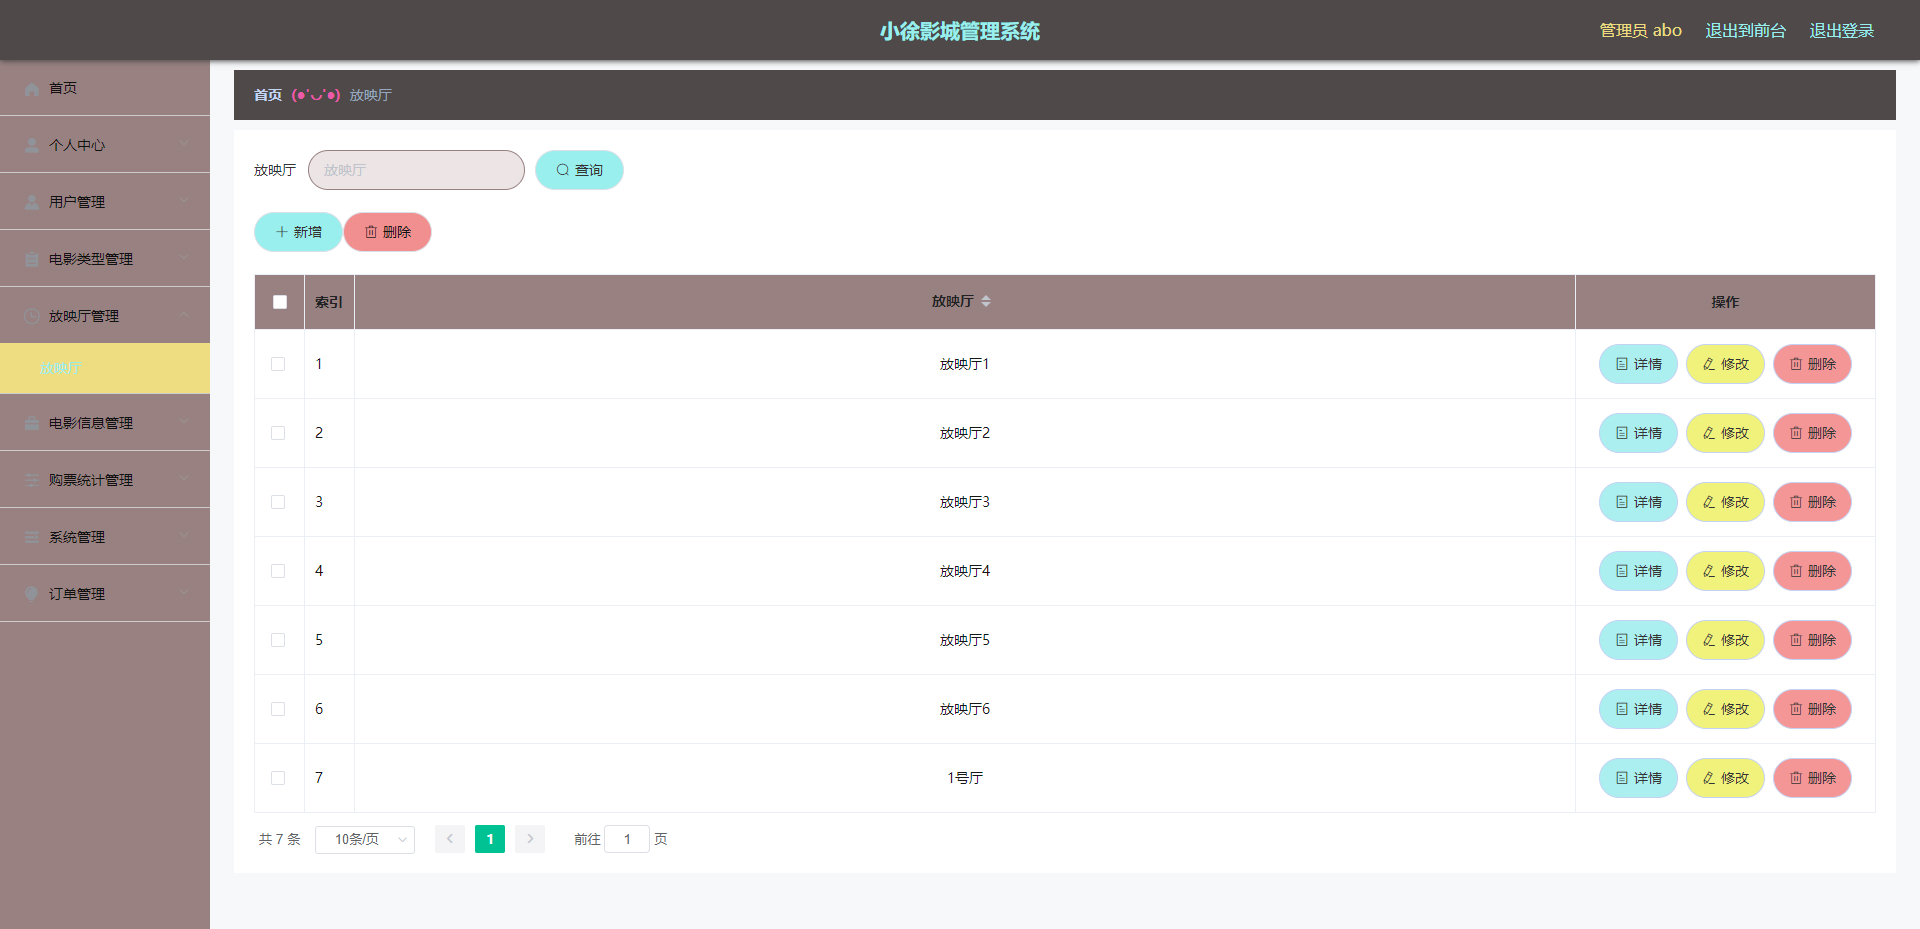 小徐影城管理系统
管理员 abo 退出到前台 退出登录
首页
个人中心
用户管理
电影类型管理
放映厅管理
放映厅
电影信息管理
购票统计管理
系统管理
订单管理
首页 (●'◡'●) 放映厅
放映厅 放映厅 查询
新增 删除
索引 放映厅 操作
1 放映厅1 详情 修改 删除
2 放映厅2 详情 修改 删除
3 放映厅3 详情 修改 删除
4 放映厅4 详情 修改 删除
5 放映厅5 详情 修改 删除
6 放映厅6 详情 修改 删除
7 1号厅 详情 修改 删除
共 7 条 10条/页 1 前往 1 页